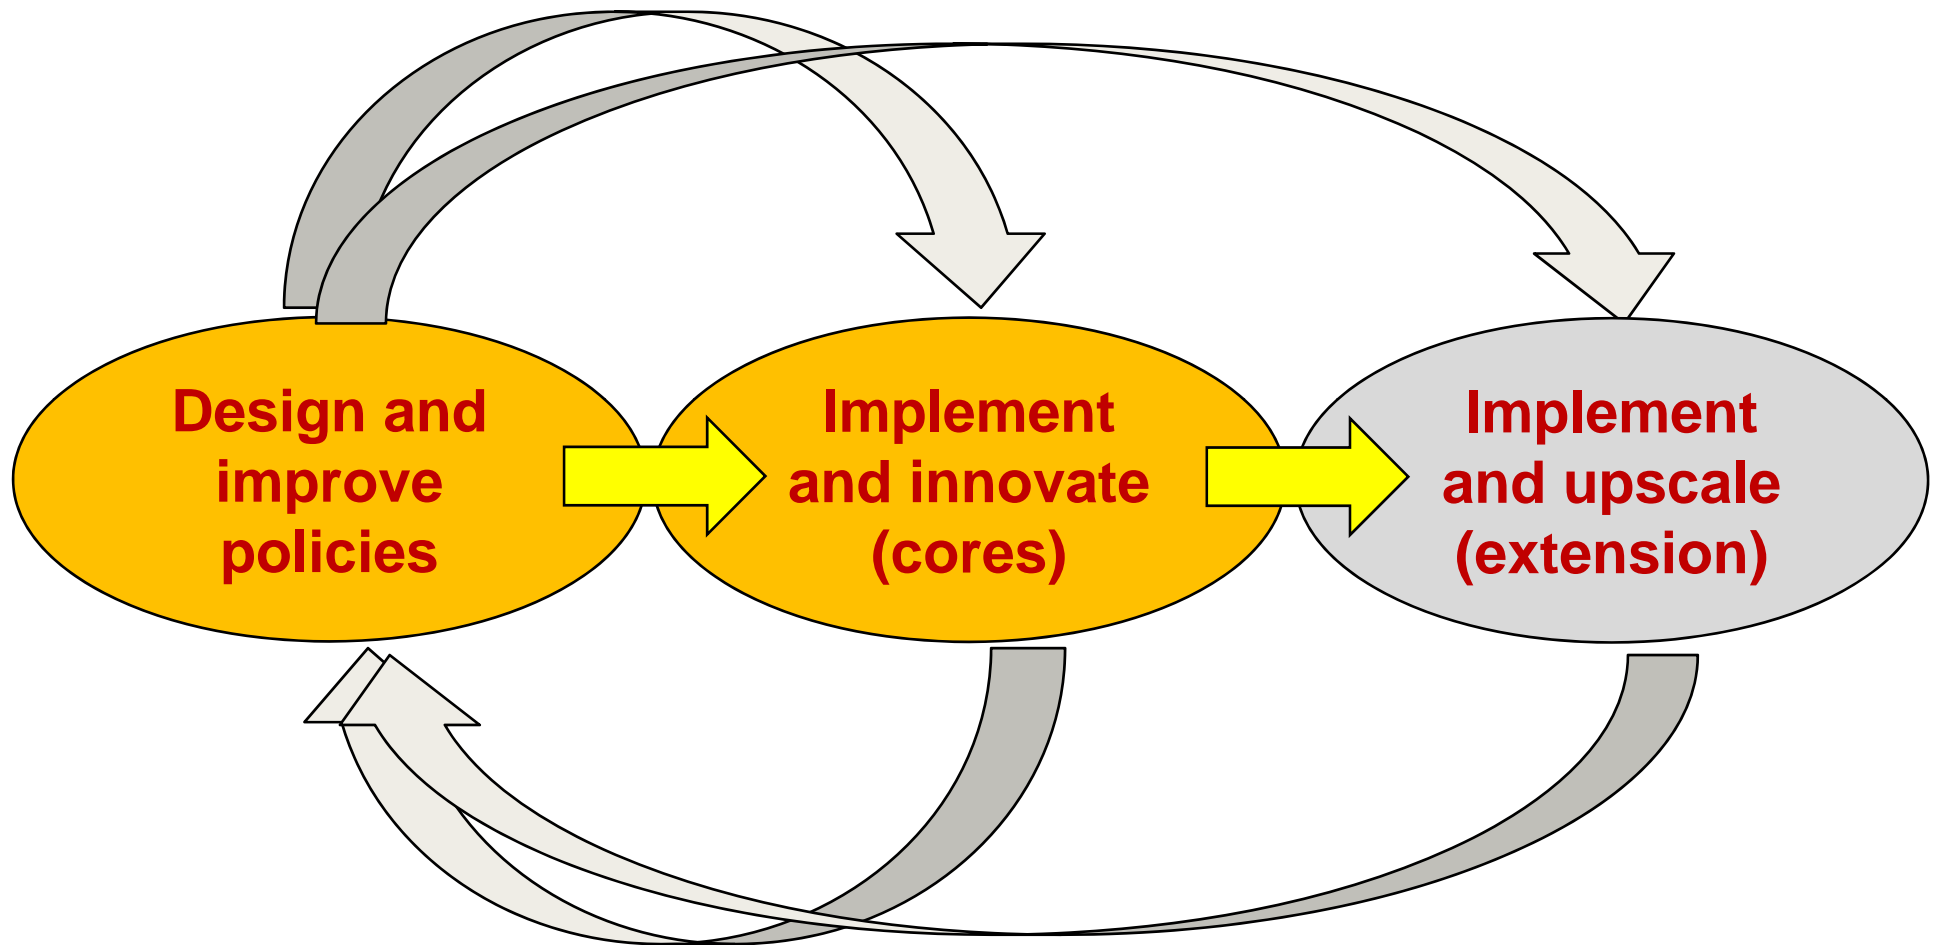 Design and
improve
policies
Implement
and innovate
(cores)
Implement
and upscale
(extension)